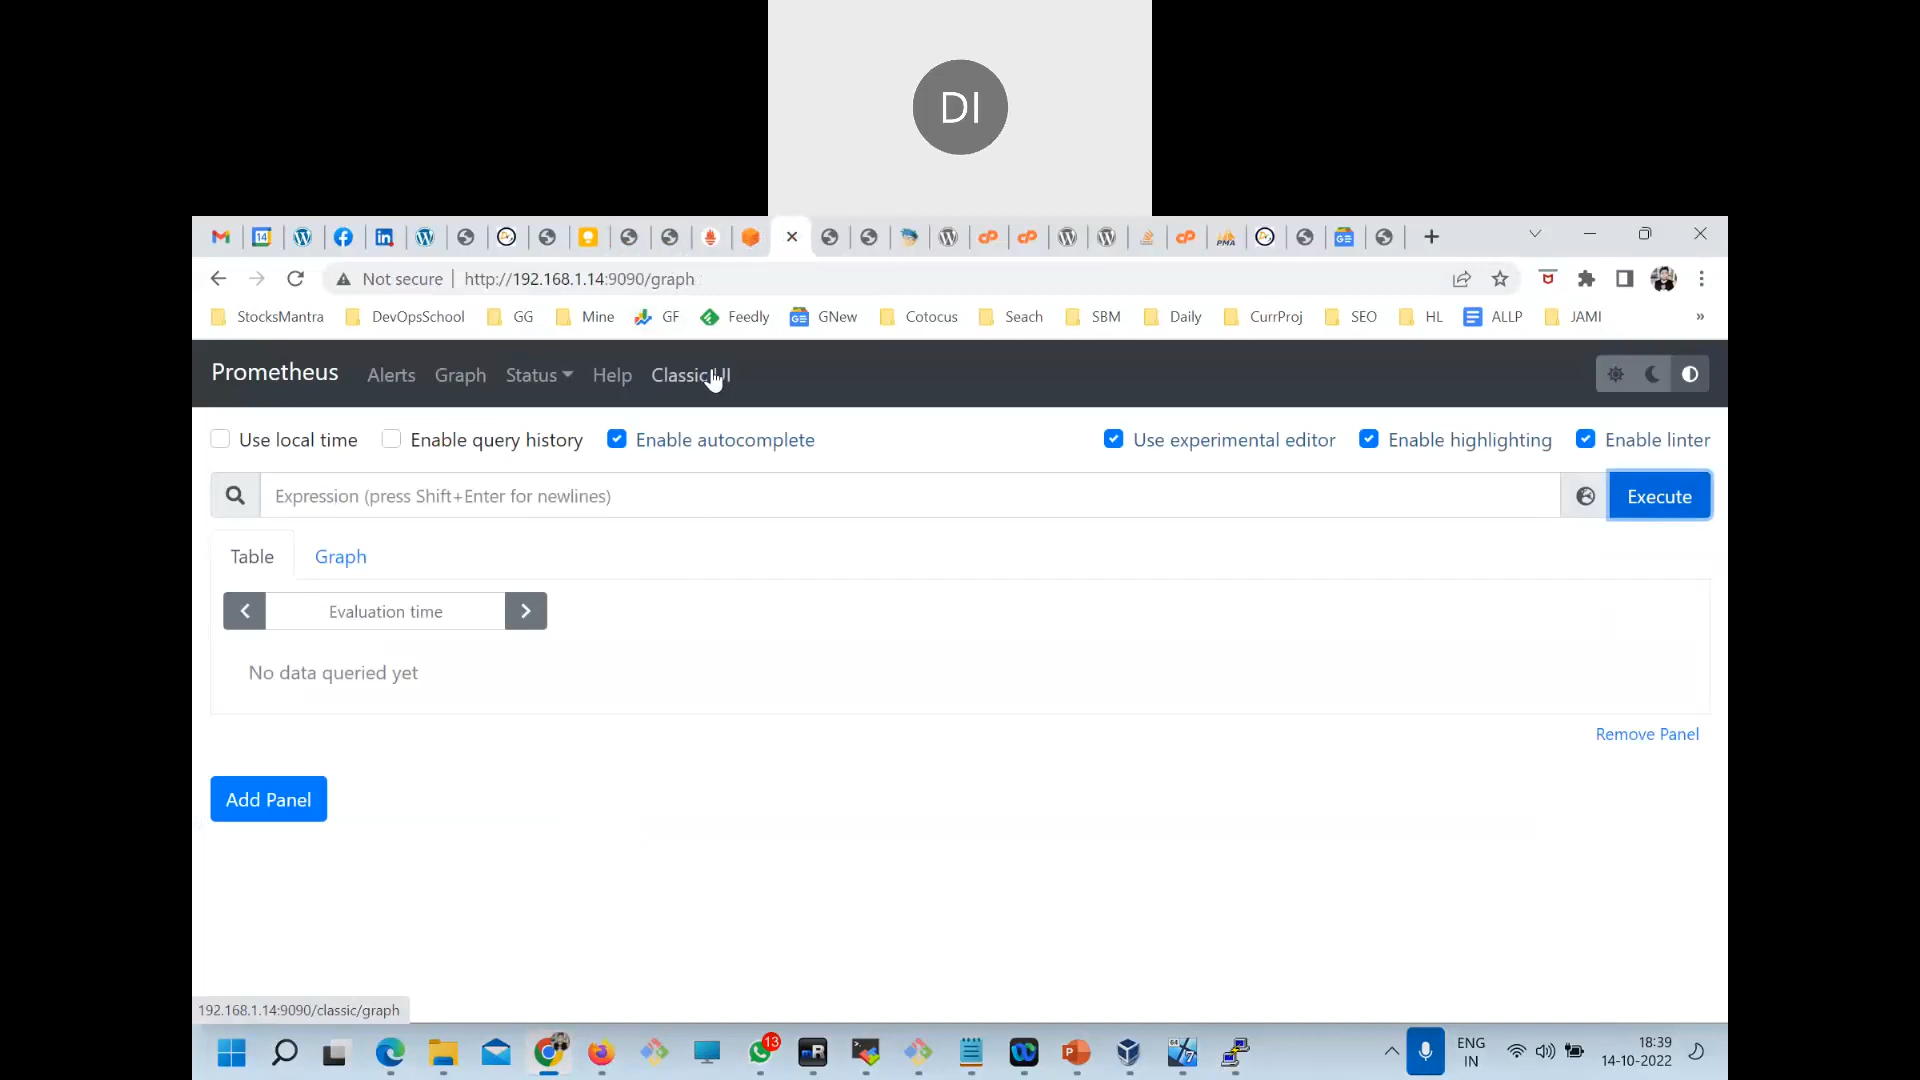 DI
14
Not secure
http://192.168.1.14:9090/graph
StocksMantra
DevOpsSchool
GG
Mine
GF
Feedly
GNew
Cotocus
Seach
SBM
Daily
CurrProj
SEO
HL
ALLP
JAMI
»
Prometheus
Alerts
Graph
Status
Help
Classic UI
Use local time
Enable query history
Enable autocomplete
Use experimental editor
Enable highlighting
Enable linter
Expression (press Shift+Enter for newlines)
Execute
Table
Graph
Evaluation time
No data queried yet
Remove Panel
Add Panel
192.168.1.14:9090/classic/graph
13
ENG
IN
18:39
14-10-2022